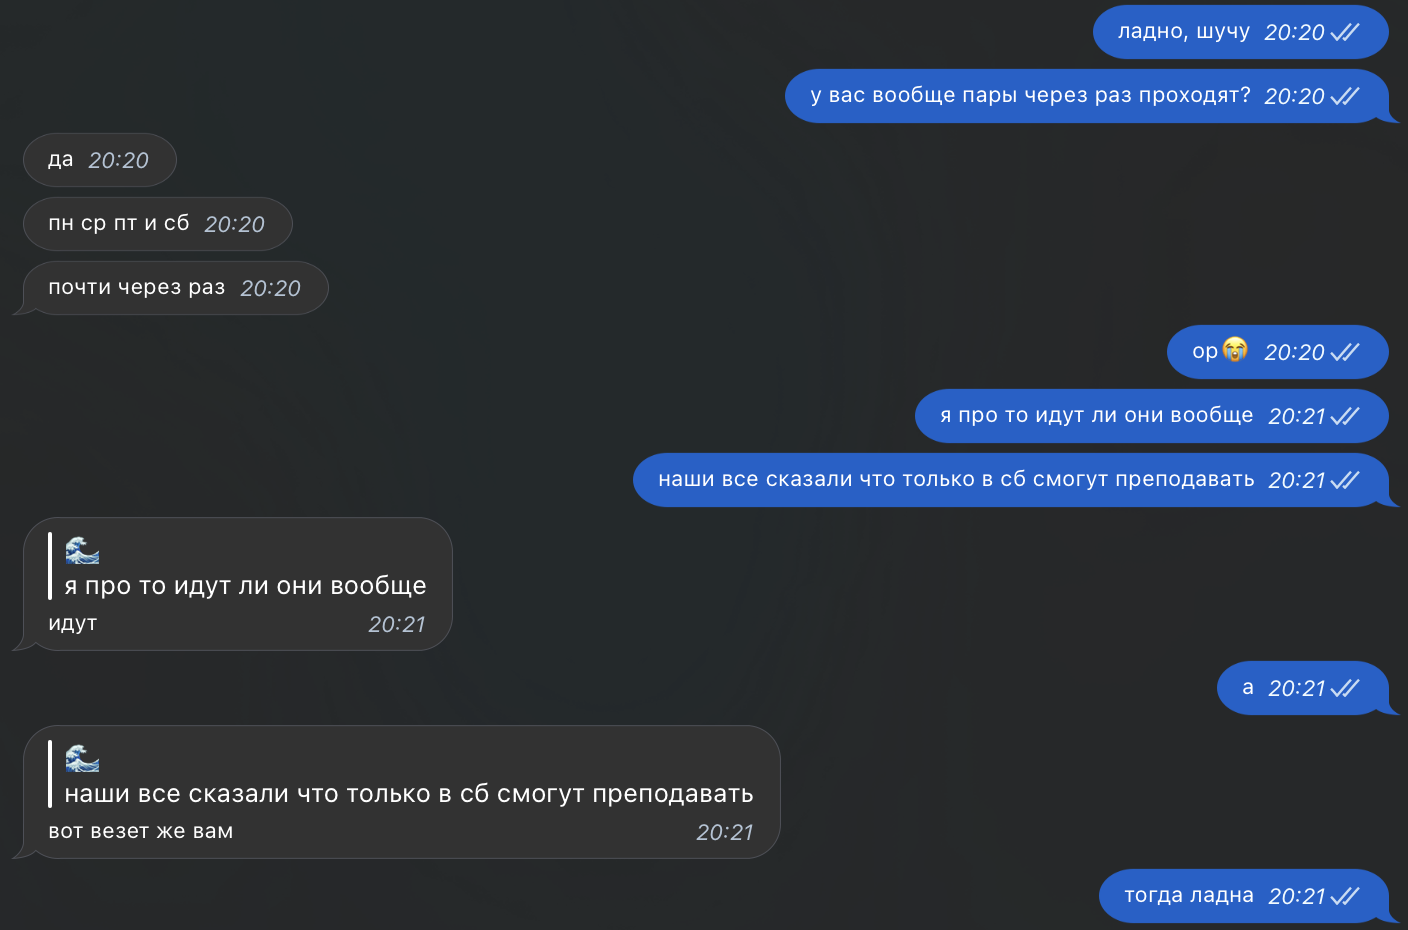 ладно, шучу 20:20
у вас вообще пары через раз проходят? 20:20
да 20:20
пн ср пт и сб 20:20
почти через раз 20:20
ор😭 20:20
я про то идут ли они вообще 20:21
наши все сказали что только в сб смогут преподавать 20:21
🌊
я про то идут ли они вообще
идут 20:21
а 20:21
🌊
наши все сказали что только в сб смогут преподавать
вот везет же вам 20:21
тогда ладна 20:21